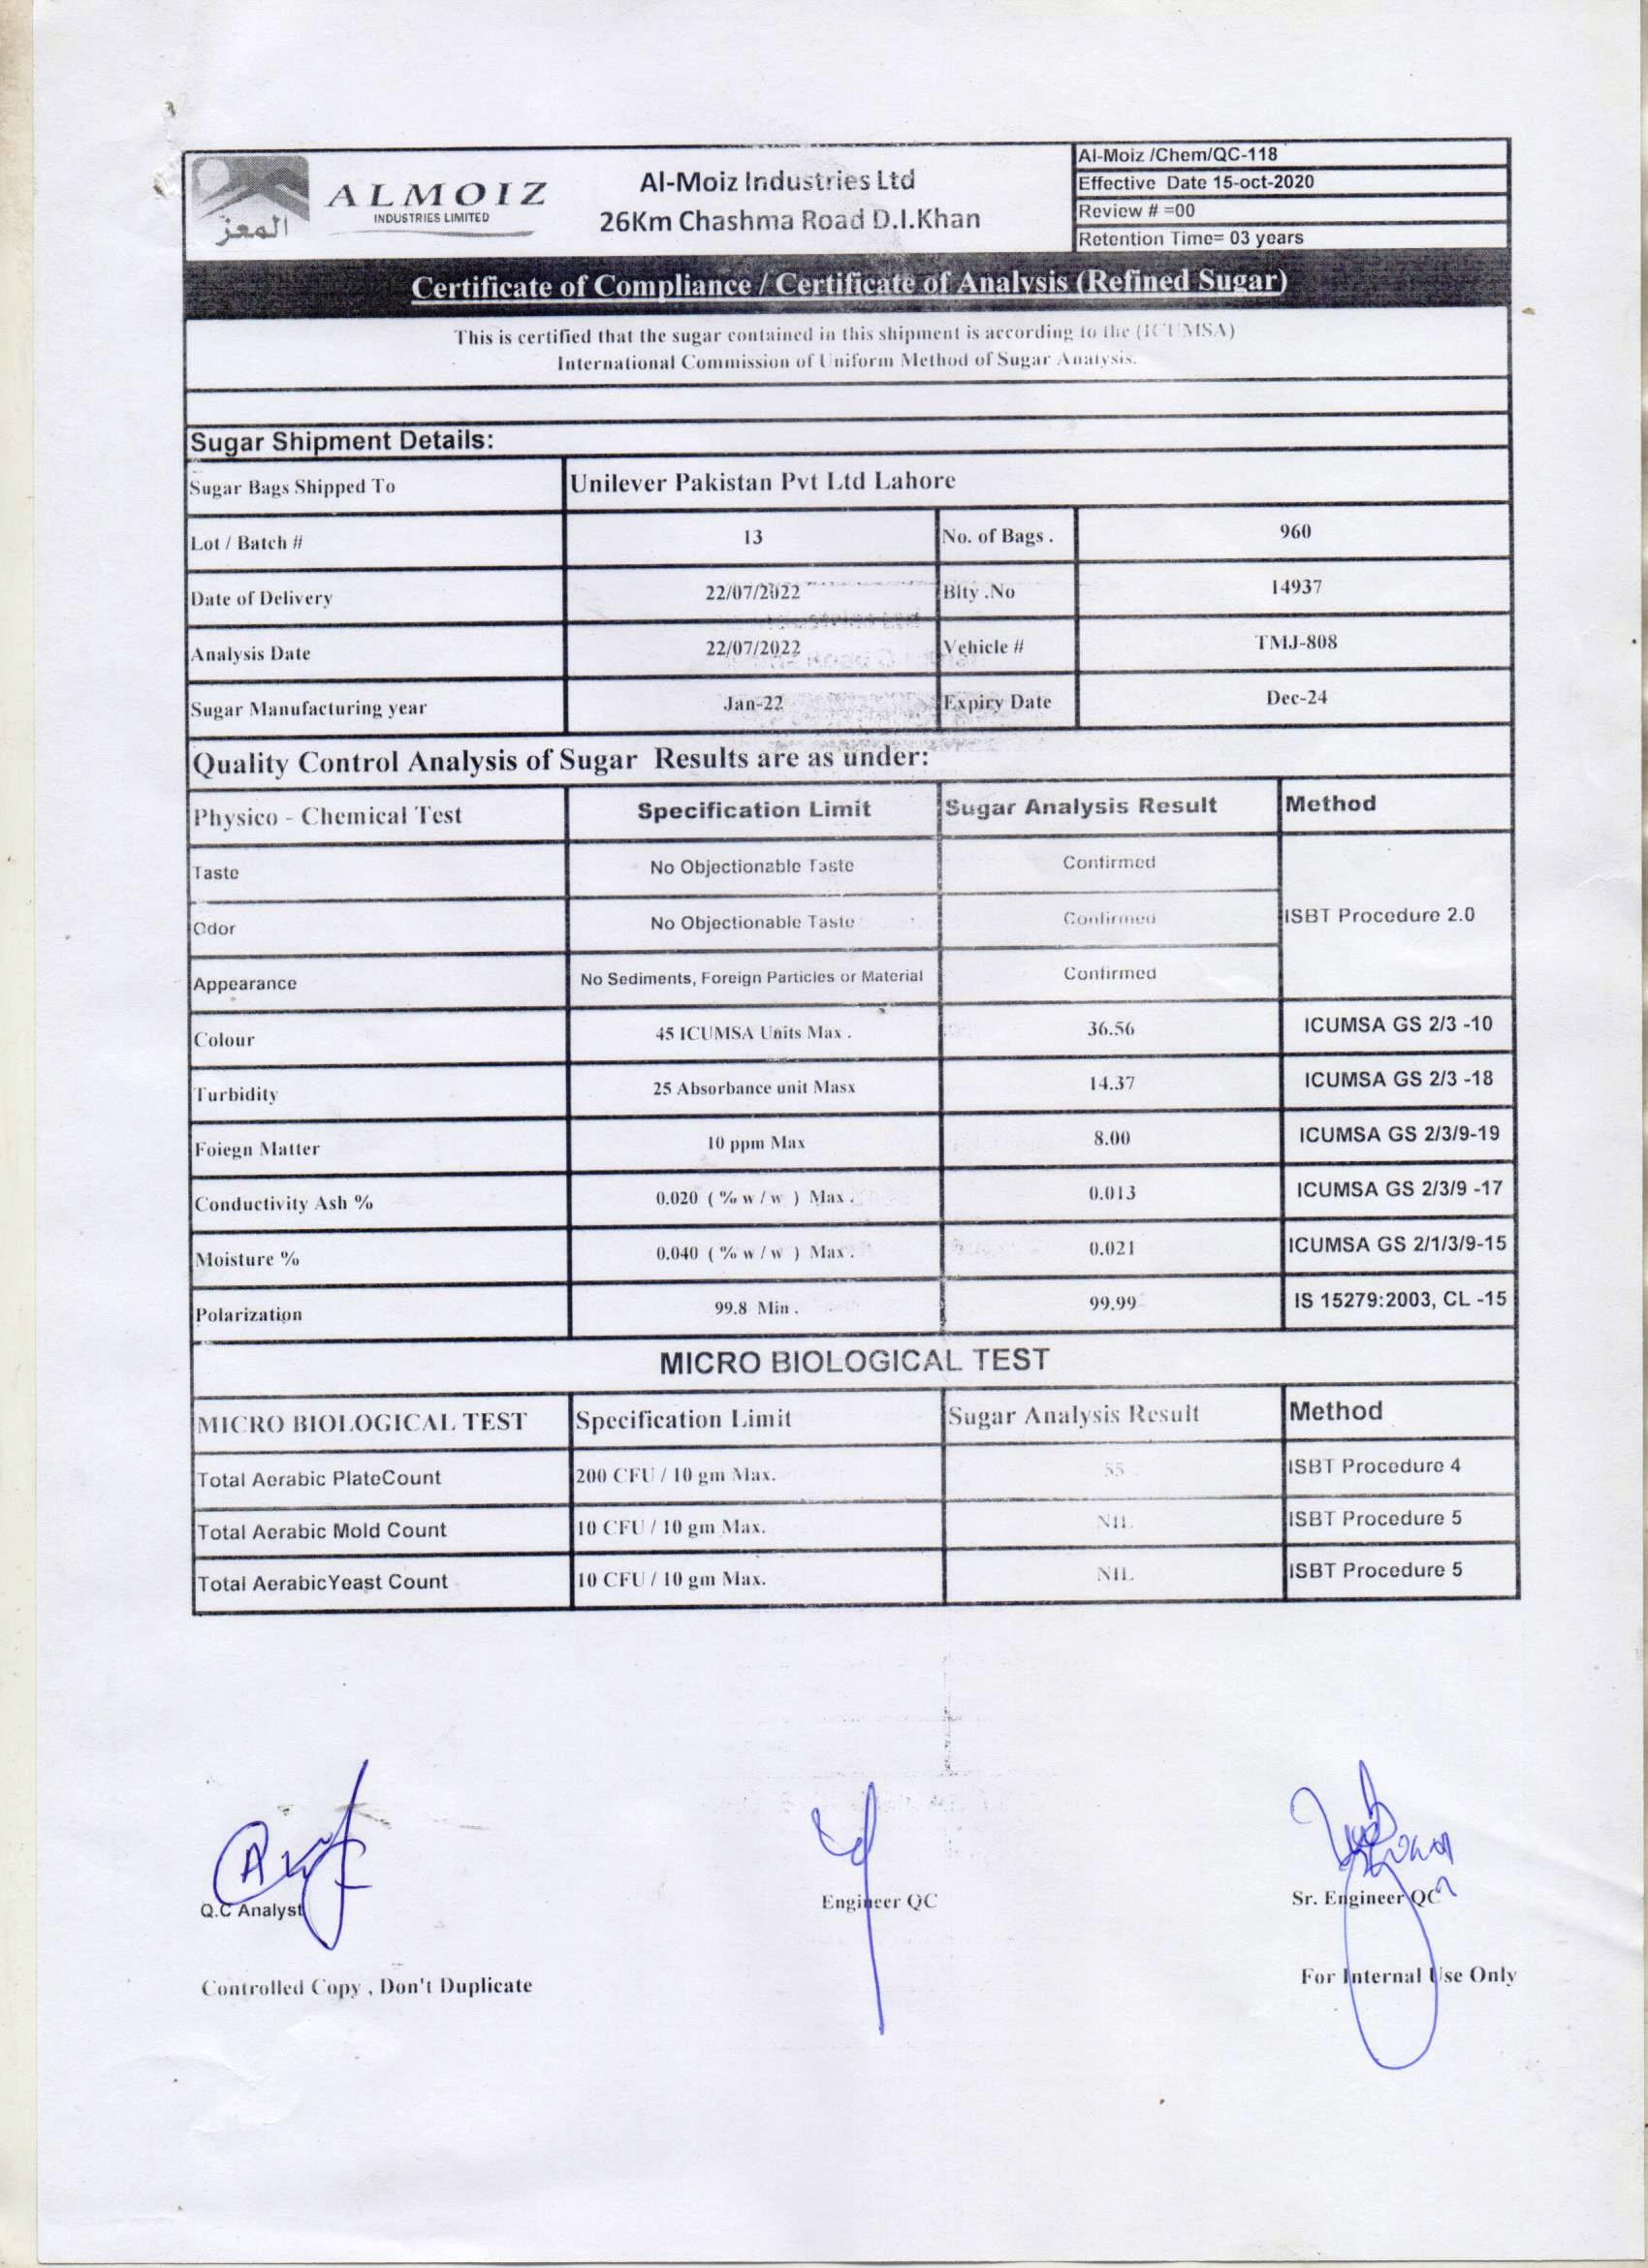 المعز
ALMOIZ
INDUSTRIES LIMITED
Al-Moiz Industries Ltd
26Km Chashma Road D.I.Khan
Al-Moiz /Chem/QC-118
Effective Date 15-oct-2020
Review # =00
Retention Time= 03 years
Certificate of Compliance / Certificate of Analysis (Refined Sugar)
This is certified that the sugar contained in this shipment is according to the (ICUMSA)
International Commission of Uniform Method of Sugar Analysis.
Sugar Shipment Details:
Sugar Bags Shipped To Unilever Pakistan Pvt Ltd Lahore
Lot / Batch # 13 No. of Bags . 960
Date of Delivery 22/07/2022 Blty .No 14937
Analysis Date 22/07/2022 Vehicle # TMJ-808
Sugar Manufacturing year Jan-22 Expiry Date Dec-24
Quality Control Analysis of Sugar Results are as under:
Physico - Chemical Test Specification Limit Sugar Analysis Result Method
Taste No Objectionable Taste Confirmed
Odor No Objectionable Taste Confirmed ISBT Procedure 2.0
Appearance No Sediments, Foreign Particles or Material Confirmed
Colour 45 ICUMSA Units Max . 36.56 ICUMSA GS 2/3 -10
Turbidity 25 Absorbance unit Masx 14.37 ICUMSA GS 2/3 -18
Foiegn Matter 10 ppm Max 8.00 ICUMSA GS 2/3/9-19
Conductivity Ash % 0.020 ( % w / w ) Max . 0.013 ICUMSA GS 2/3/9 -17
Moisture % 0.040 ( % w / w ) Max . 0.021 ICUMSA GS 2/1/3/9-15
Polarization 99.8 Min . 99.99 IS 15279:2003, CL -15
MICRO BIOLOGICAL TEST
MICRO BIOLOGICAL TEST Specification Limit Sugar Analysis Result Method
Total Aerabic PlateCount 200 CFU / 10 gm Max. 55 ISBT Procedure 4
Total Aerabic Mold Count 10 CFU / 10 gm Max. NIL ISBT Procedure 5
Total AerabicYeast Count 10 CFU / 10 gm Max. NIL ISBT Procedure 5
Q.C Analyst Engineer QC Sr. Engineer QC
Controlled Copy , Don't Duplicate For Internal Use Only